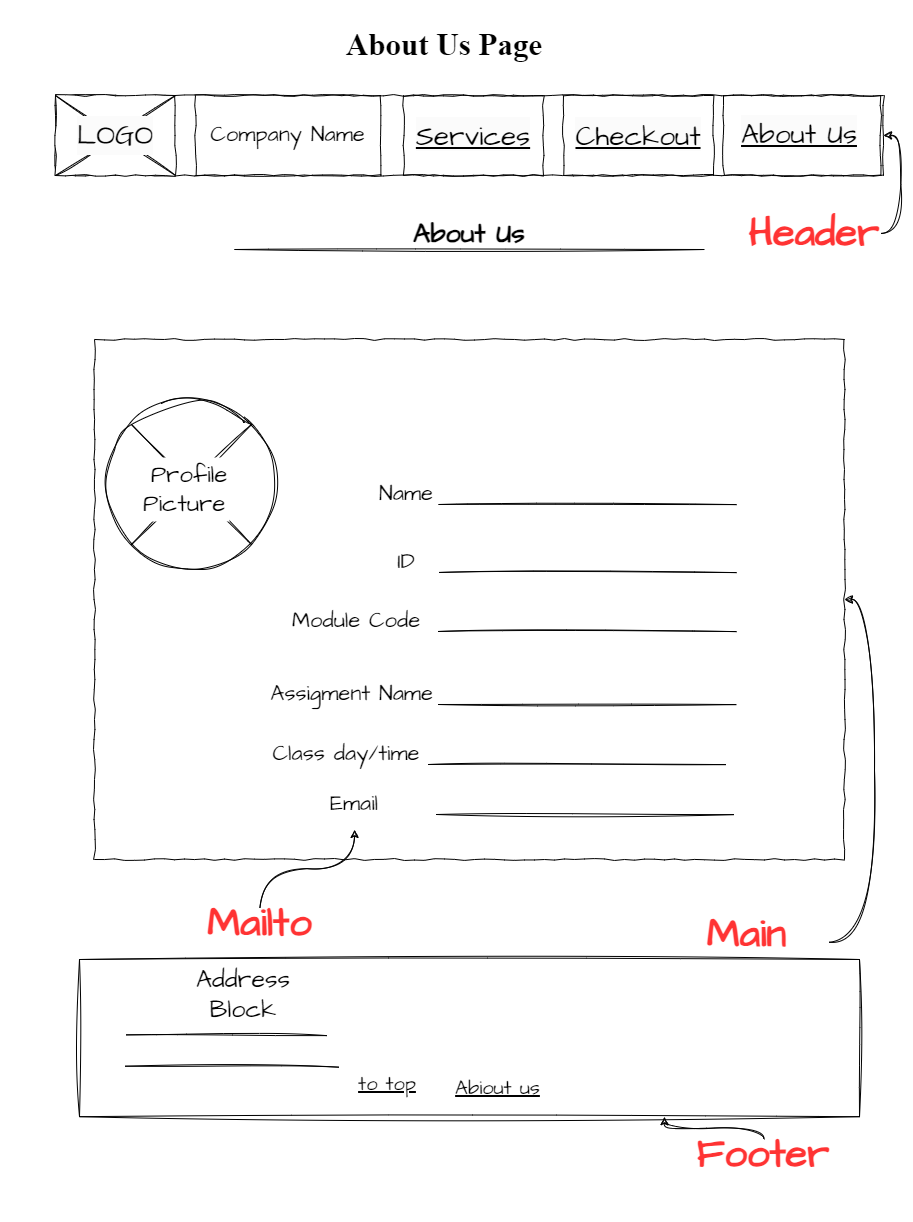 About Us Page
LOGO
Company Name
Services
Checkout
About Us
Header
About Us
Profile
Picture
Name
ID
Module Code
Assigment Name
Class day/time
Email
Mailto
Main
Address
Block
to top
Abiout us
Footer